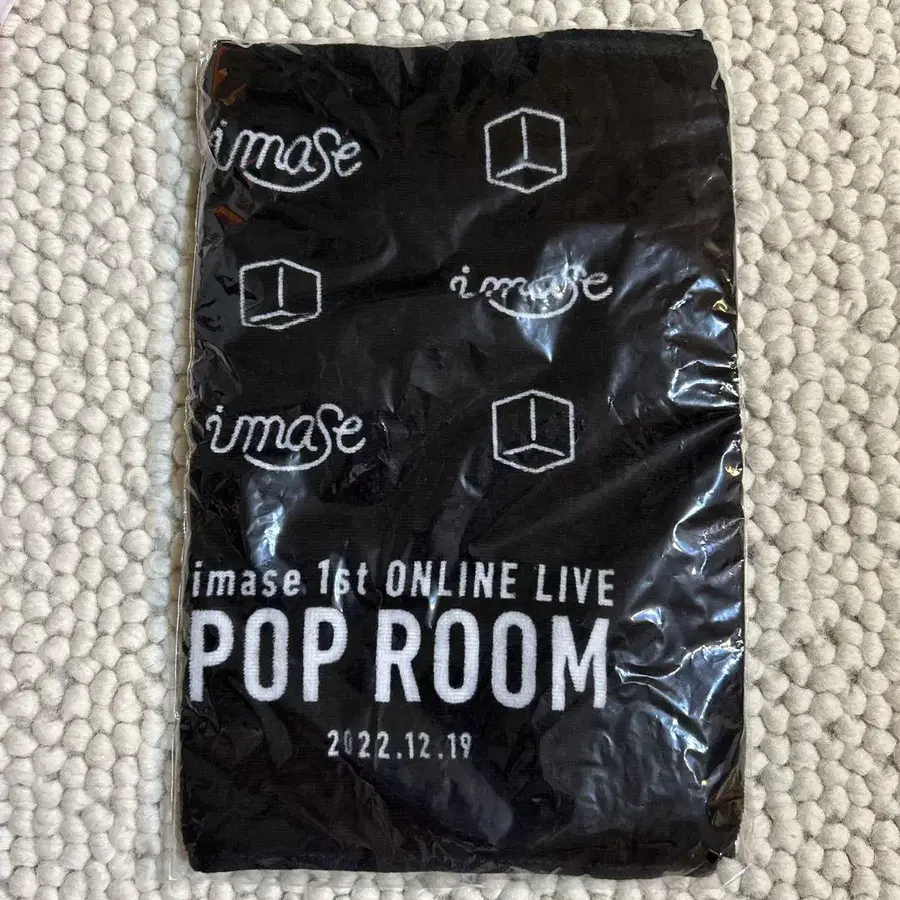 imase
imase
imase
imase 1st ONLINE LIVE
POP ROOM
2022.12.19